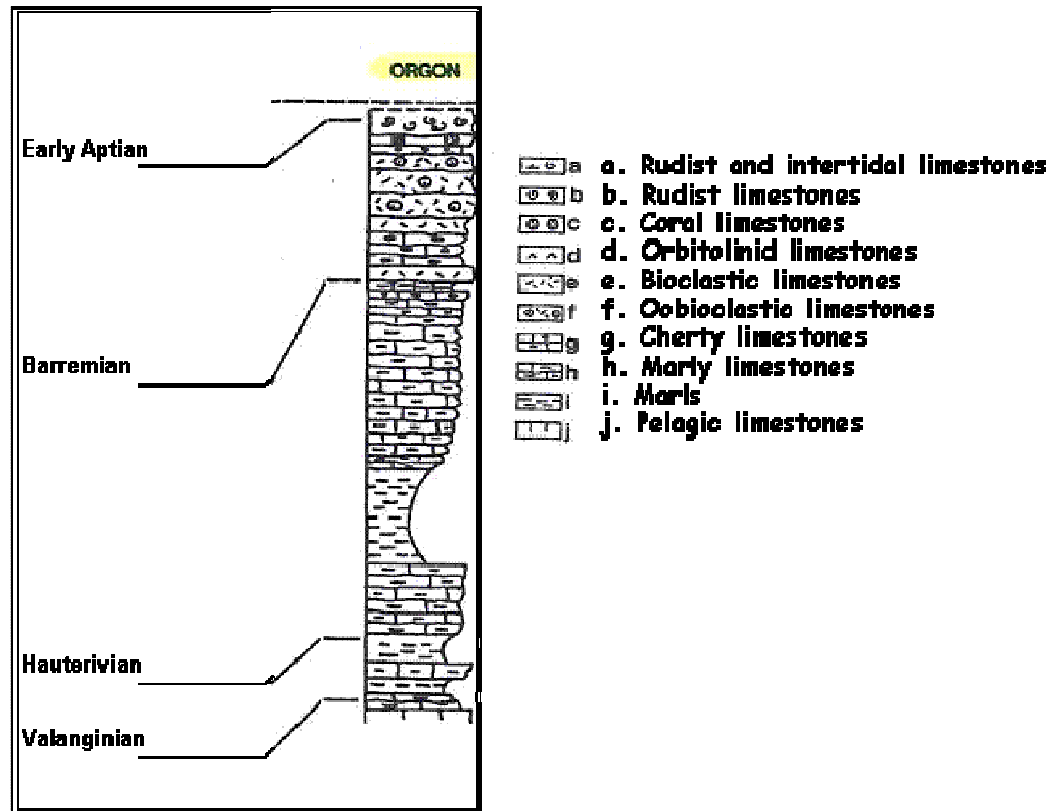 ORGON
Early Aptian
Barremian
Hauterivian
Valanginian
a a. Rudist and intertidal limestones
b b. Rudist limestones
c c. Coral limestones
d d. Orbitolinid limestones
e e. Bioclastic limestones
f f. Oobioclastic limestones
g g. Cherty limestones
h h. Marly limestones
i i. Marls
j j. Pelagic limestones